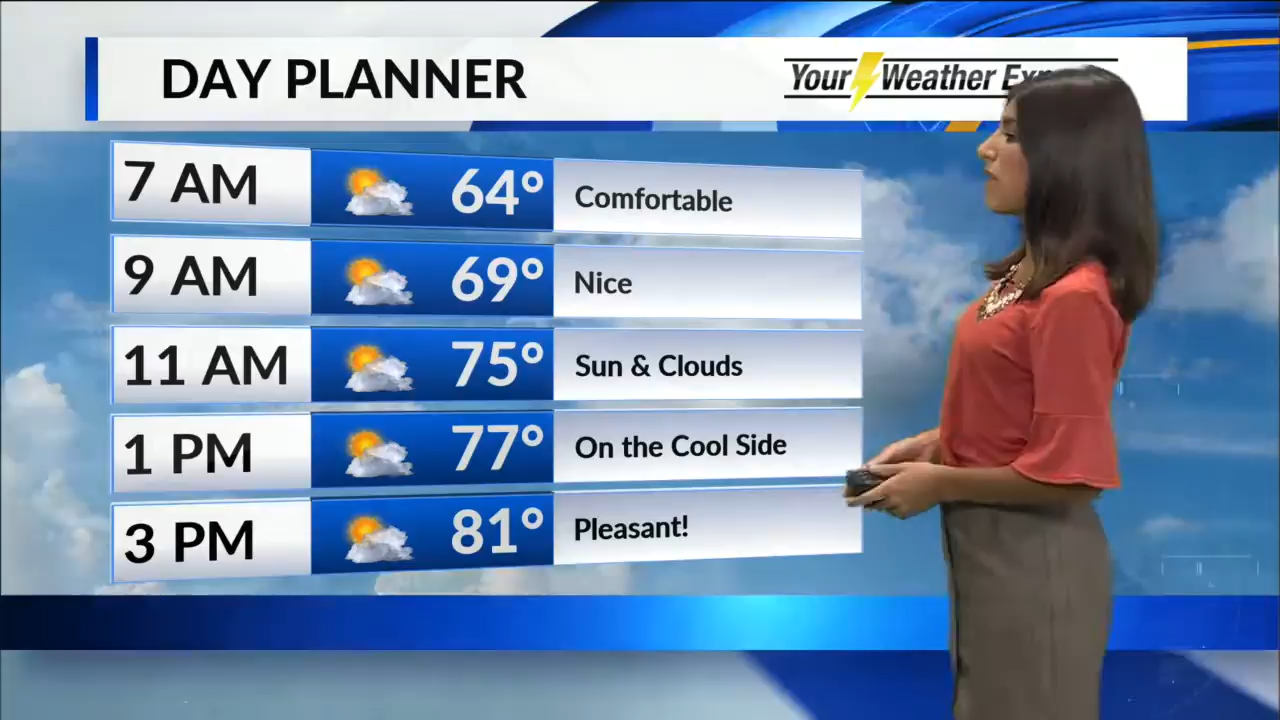 DAY PLANNER
Your Weather
7 AM 64° Comfortable
9 AM 69° Nice
11 AM 75° Sun & Clouds
1 PM 77° On the Cool Side
3 PM 81° Pleasant!